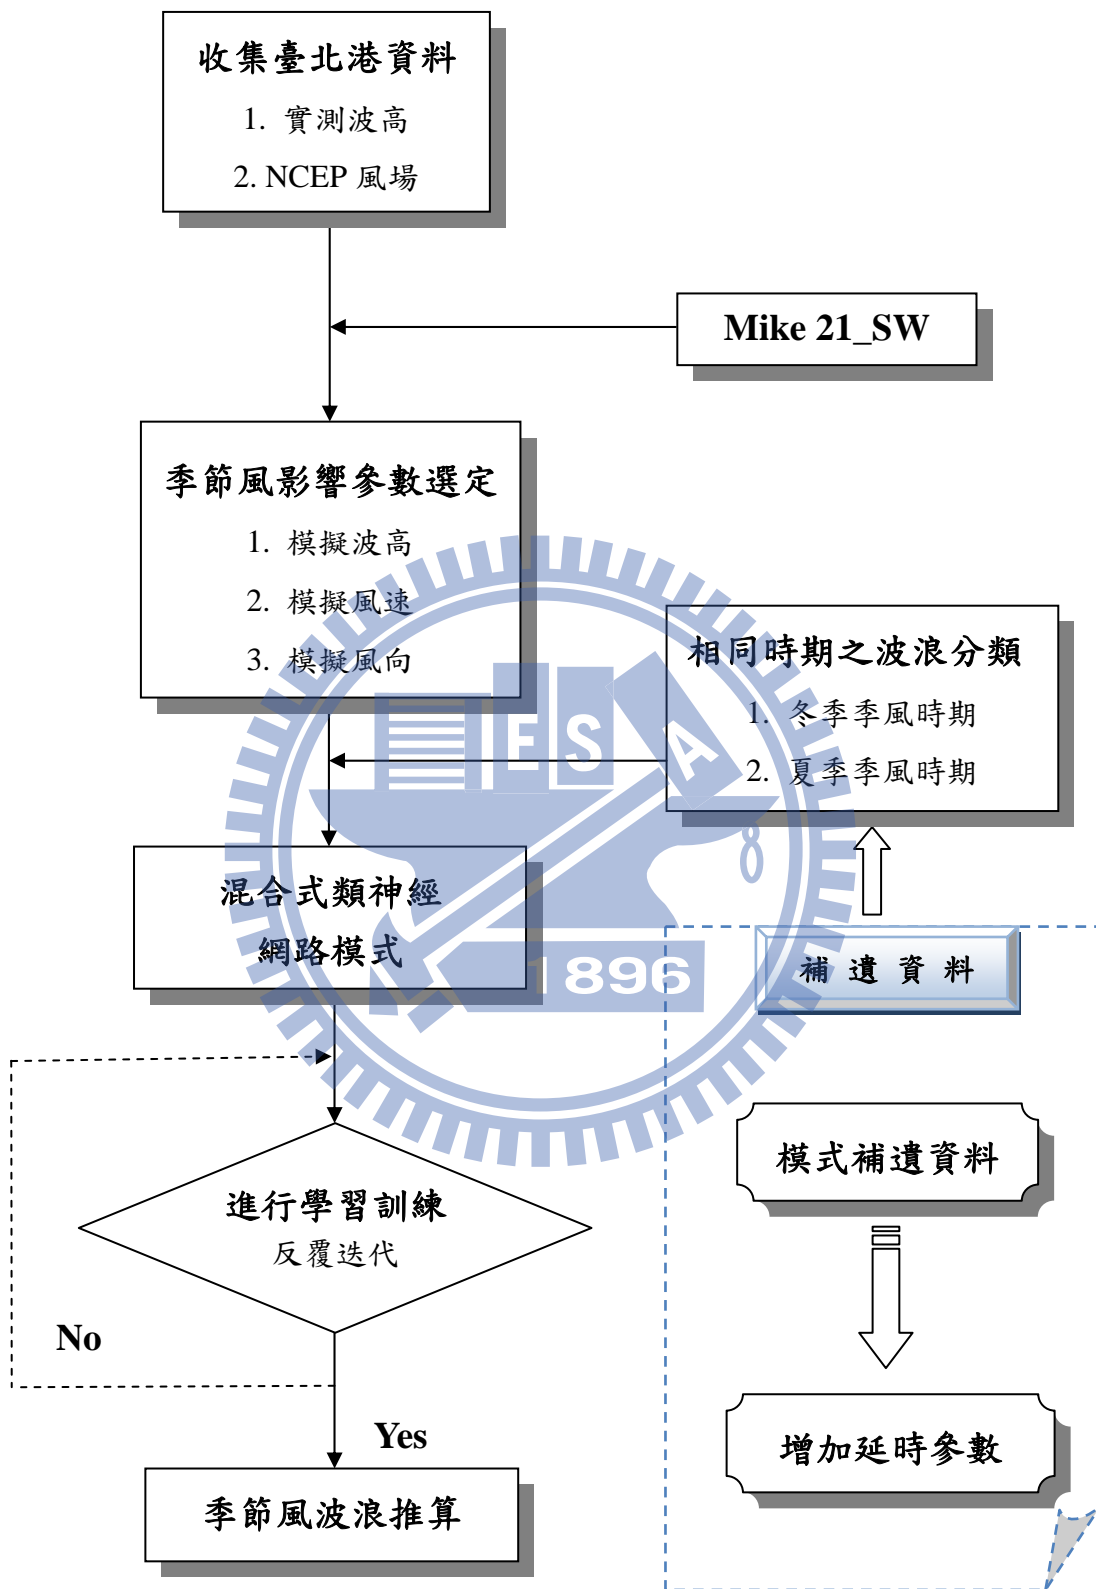 收集臺北港資料
1. 實測波高
2. NCEP 風場
Mike 21_SW
季節風影響參數選定
1. 模擬波高
2. 模擬風速
3. 模擬風向
相同時期之波浪分類
1. 冬季季風時期
2. 夏季季風時期
E S A
混合式類神經
網路模式
1896
補遺資料
模式補遺資料
進行學習訓練
反覆迭代
No
Yes
增加延時參數
季節風波浪推算